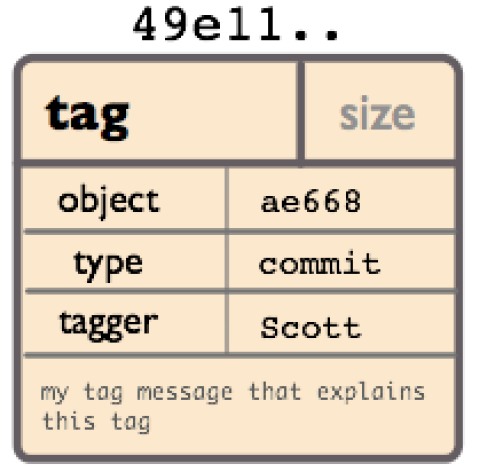 49e11..
tag size
object ae668
type commit
tagger Scott
my tag message that explains
this tag